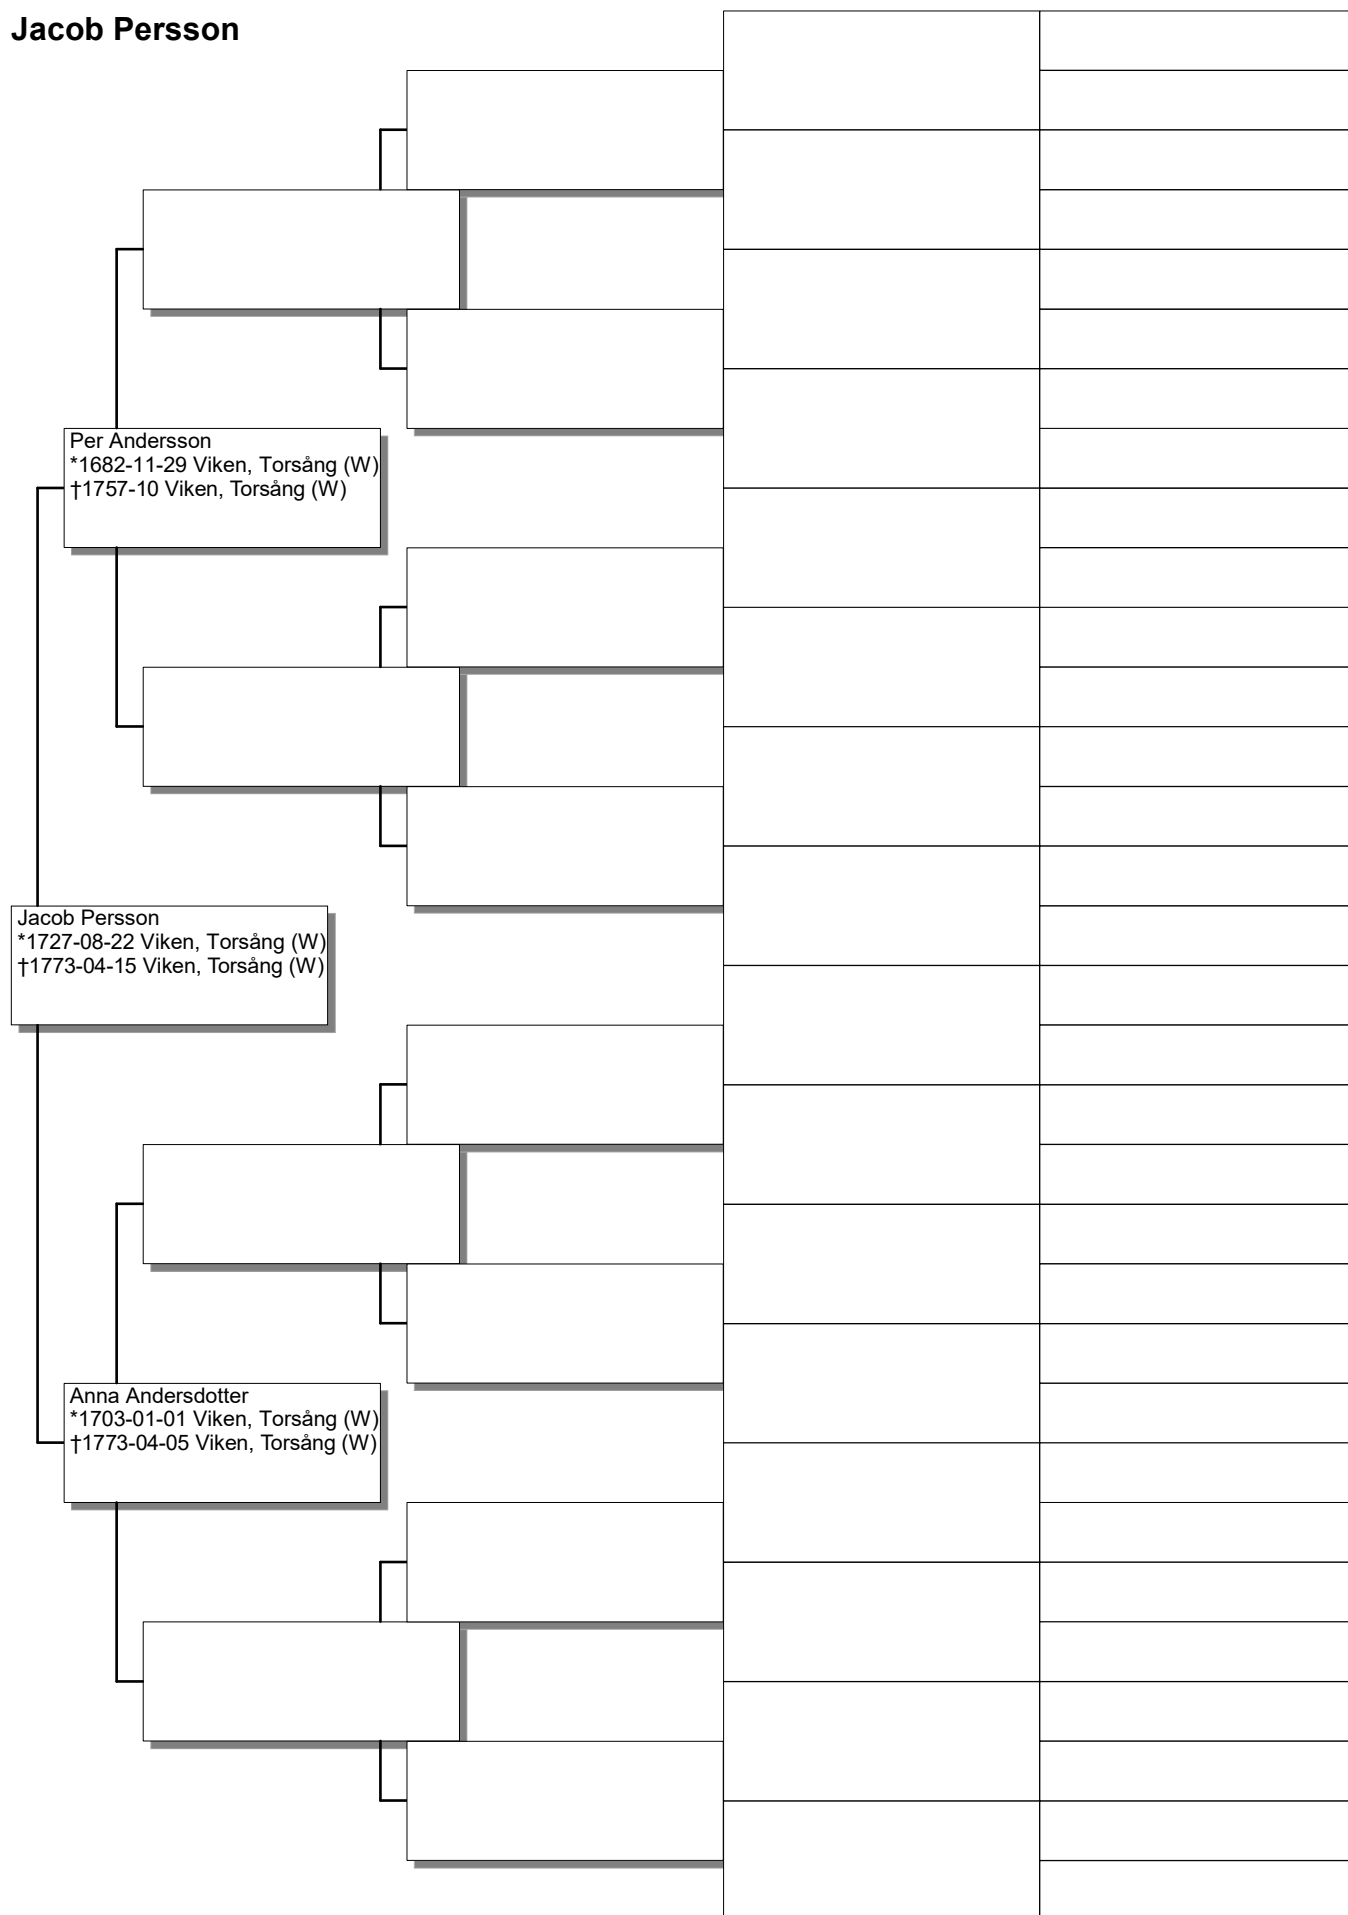 Jacob Persson
Per Andersson
*1682-11-29 Viken, Torsång (W)
†1757-10 Viken, Torsång (W)
Jacob Persson
*1727-08-22 Viken, Torsång (W)
†1773-04-15 Viken, Torsång (W)
Anna Andersdotter
*1703-01-01 Viken, Torsång (W)
†1773-04-05 Viken, Torsång (W)